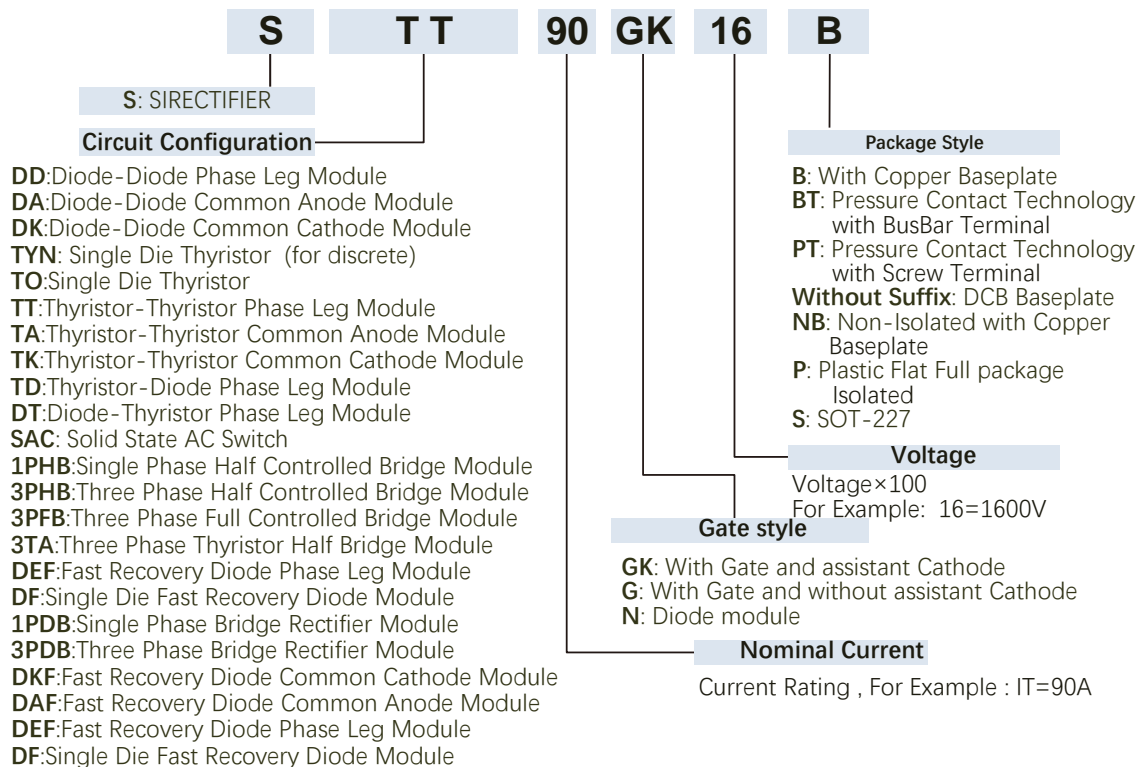 S TT 90 GK 16 B
S: SIRECTIFIER
Circuit Configuration
DD:Diode-Diode Phase Leg Module
DA:Diode-Diode Common Anode Module
DK:Diode-Diode Common Cathode Module
TYN: Single Die Thyristor (for discrete)
TO:Single Die Thyristor
TT:Thyristor-Thyristor Phase Leg Module
TA:Thyristor-Thyristor Common Anode Module
TK:Thyristor-Thyristor Common Cathode Module
TD:Thyristor-Diode Phase Leg Module
DT:Diode-Thyristor Phase Leg Module
SAC: Solid State AC Switch
1PHB:Single Phase Half Controlled Bridge Module
3PHB:Three Phase Half Controlled Bridge Module
3PFB:Three Phase Full Controlled Bridge Module
3TA:Three Phase Thyristor Half Bridge Module
DEF:Fast Recovery Diode Phase Leg Module
DF:Single Die Fast Recovery Diode Module
1PDB:Single Phase Bridge Rectifier Module
3PDB:Three Phase Bridge Rectifier Module
DKF:Fast Recovery Diode Common Cathode Module
DAF:Fast Recovery Diode Common Anode Module
DEF:Fast Recovery Diode Phase Leg Module
DF:Single Die Fast Recovery Diode Module
Package Style
B: With Copper Baseplate
BT: Pressure Contact Technology
with BusBar Terminal
PT: Pressure Contact Technology
with Screw Terminal
Without Suffix: DCB Baseplate
NB: Non-Isolated with Copper
Baseplate
P: Plastic Flat Full package
Isolated
S: SOT-227
Voltage
Voltage×100
For Example: 16=1600V
Gate style
GK: With Gate and assistant Cathode
G: With Gate and without assistant Cathode
N: Diode module
Nominal Current
Current Rating , For Example : IT=90A